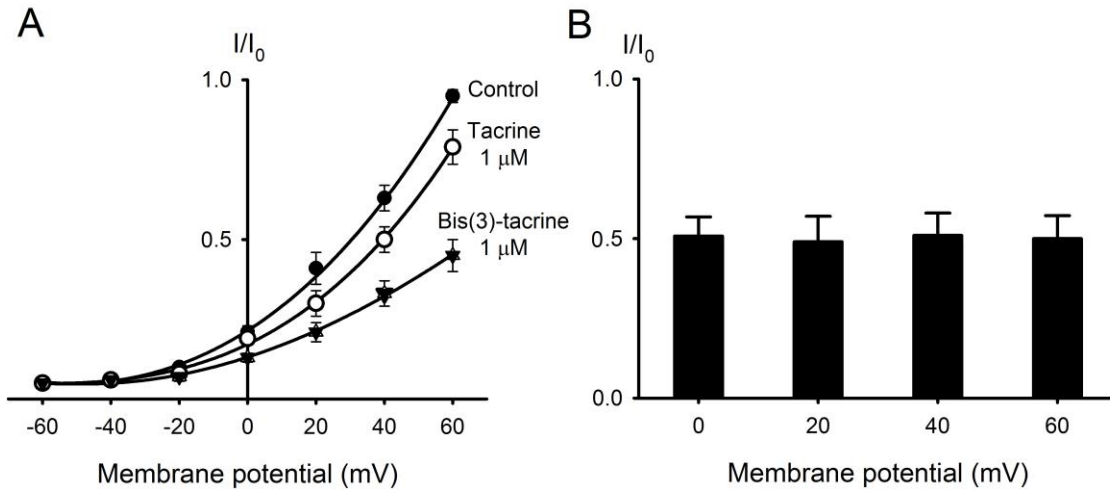 A
I/I0
1.0
Control
Tacrine
1 μM
0.5
Bis(3)-tacrine
1 μM
-60 -40 -20 0 20 40 60
Membrane potential (mV)
B
I/I0
1.0
0.5
0.0
0 20 40 60
Membrane potential (mV)